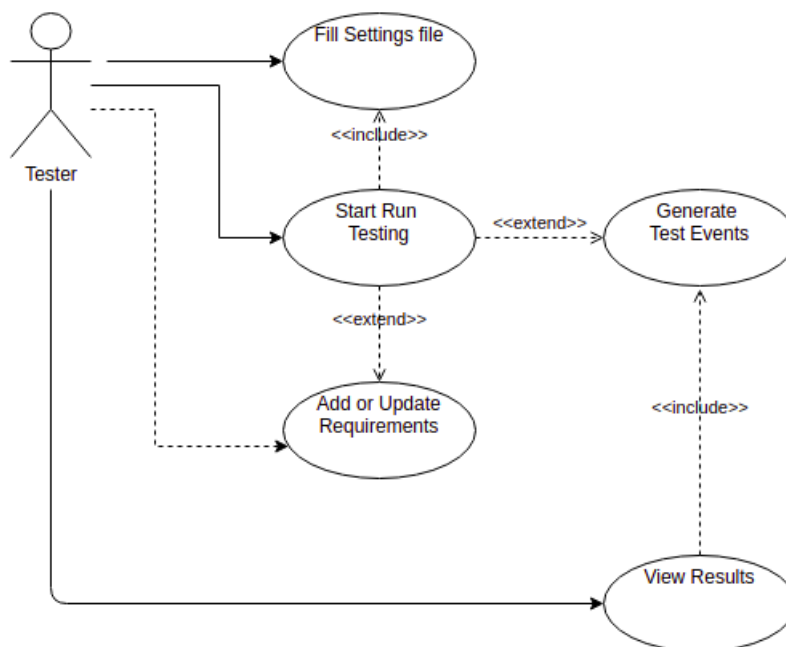 Fill Settings file
<<include>>
Tester
Start Run
Testing
<<extend>>
Generate
Test Events
<<extend>>
Add or Update
Requirements
<<include>>
View Results